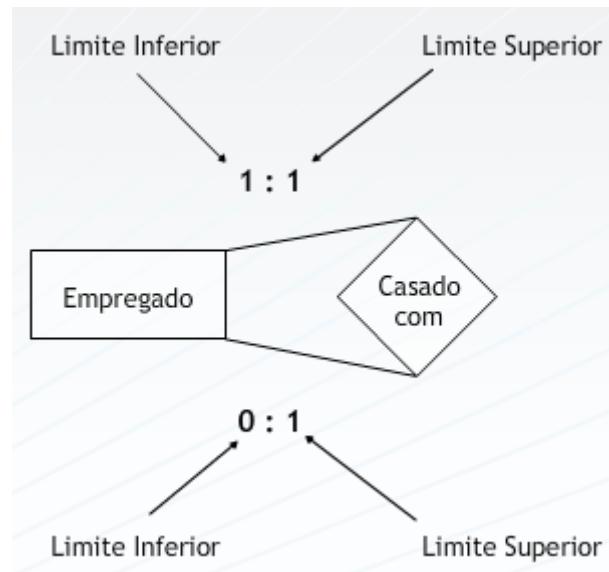 Limite Inferior
Limite Superior
1 : 1
Empregado
Casado
com
0 : 1
Limite Inferior
Limite Superior